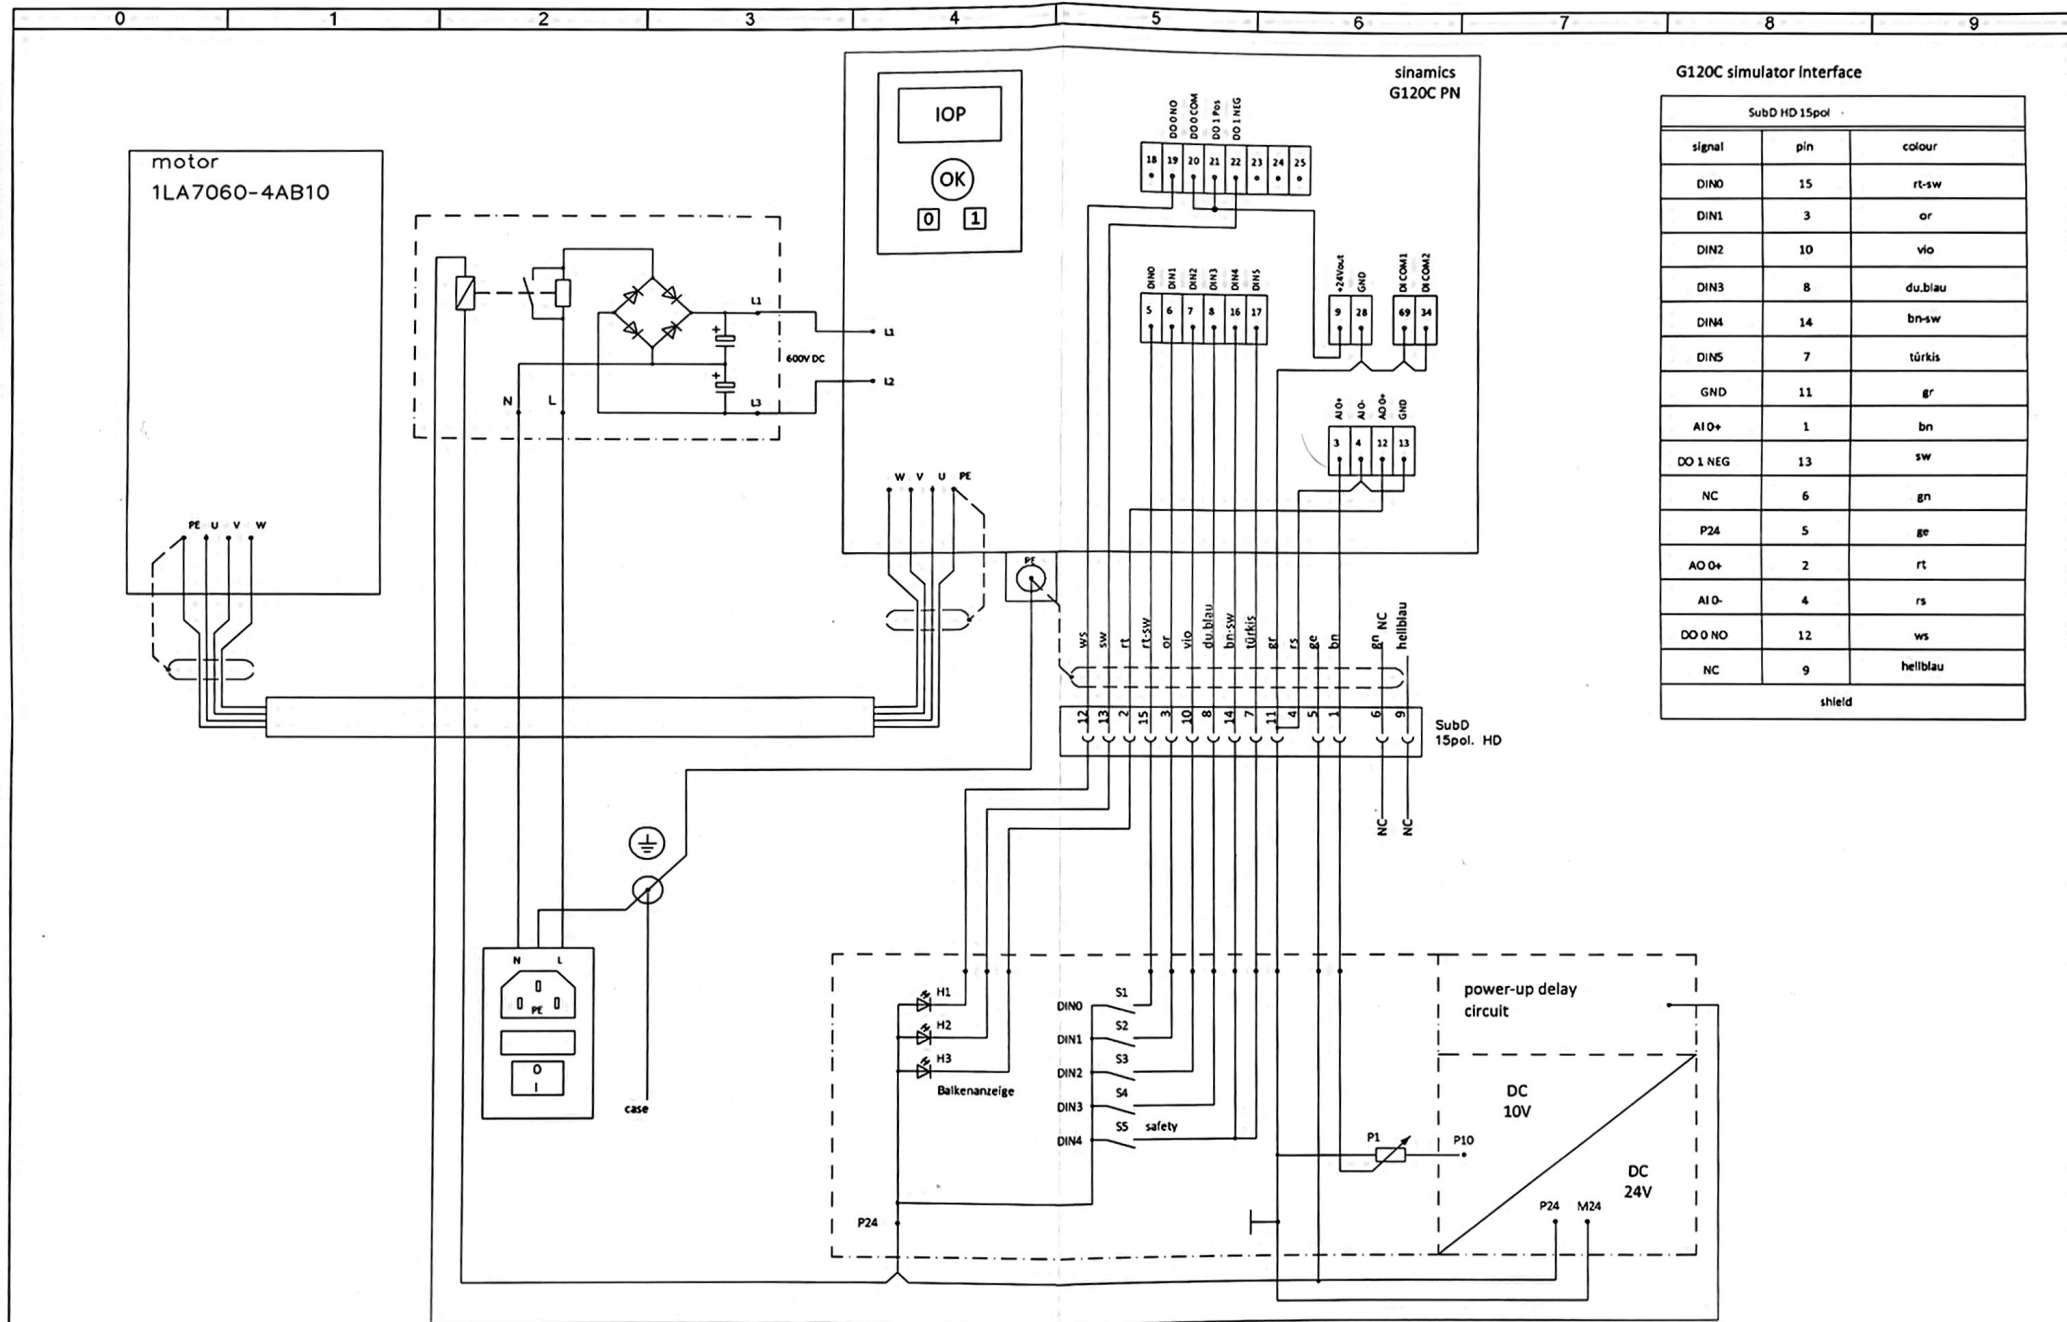 0 1 2 3 4 5 6 7 8 9
motor
1LA7060-4AB10
N L
L1
L3
600V DC
L1
L2
IOP
OK
0 1
sinamics
G120C PN
DO 0 NO DO 0 COM DO 1 Pos DO 1 NEG
18 19 20 21 22 23 24 25
DIN0 DIN1 DIN2 DIN3 DIN4 DIN5
5 6 7 8 16 17
+24Vout GND DI COM1 DI COM2
9 28 69 34
AI 0+ AI 0- AO 0+ GND
3 4 12 13
W V U PE
PE U V W
PE
ws sw rt rt-sw or vio du.blau bn-sw türkis gr rs ge bn gn NC hellblau
12 13 2 15 3 10 8 14 7 11 4 5 1 6 9
SubD
15pol. HD
NC NC
N L
PE
O
I
case
H1
H2
H3
Balkenanzeige
P24
DIN0 S1
DIN1 S2
DIN2 S3
DIN3 S4
DIN4 S5 safety
P1 P10
power-up delay
circuit
DC
10V
DC
24V
P24 M24
G120C simulator interface
SubD HD 15pol
signal pin colour
DIN0 15 rt-sw
DIN1 3 or
DIN2 10 vio
DIN3 8 du.blau
DIN4 14 bn-sw
DIN5 7 türkis
GND 11 gr
AI 0+ 1 bn
DO 1 NEG 13 sw
NC 6 gn
P24 5 ge
AO 0+ 2 rt
AI 0- 4 rs
DO 0 NO 12 ws
NC 9 hellblau
shield